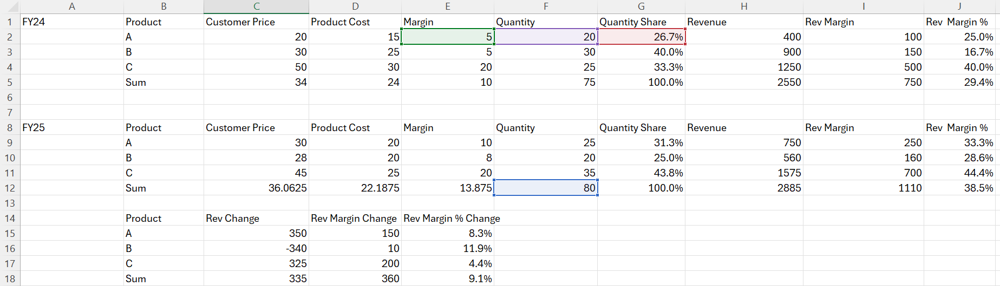 A B C D E F G H I J
1 FY24 Product Customer Price Product Cost Margin Quantity Quantity Share Revenue Rev Margin Rev Margin %
2 A 20 15 5 20 26.7% 400 100 25.0%
3 B 30 25 5 30 40.0% 900 150 16.7%
4 C 50 30 20 25 33.3% 1250 500 40.0%
5 Sum 34 24 10 75 100.0% 2550 750 29.4%
6
7
8 FY25 Product Customer Price Product Cost Margin Quantity Quantity Share Revenue Rev Margin Rev Margin %
9 A 30 20 10 25 31.3% 750 250 33.3%
10 B 28 20 8 20 25.0% 560 160 28.6%
11 C 45 25 20 35 43.8% 1575 700 44.4%
12 Sum 36.0625 22.1875 13.875 80 100.0% 2885 1110 38.5%
13
14 Product Rev Change Rev Margin Change Rev Margin % Change
15 A 350 150 8.3%
16 B -340 10 11.9%
17 C 325 200 4.4%
18 Sum 335 360 9.1%